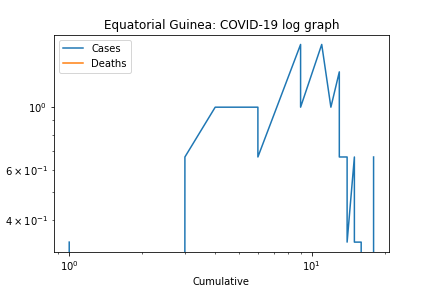 Equatorial Guinea: COVID-19 log graph
Cases
Deaths
10⁰
6 × 10⁻¹
4 × 10⁻¹
10⁰ 10¹
Cumulative